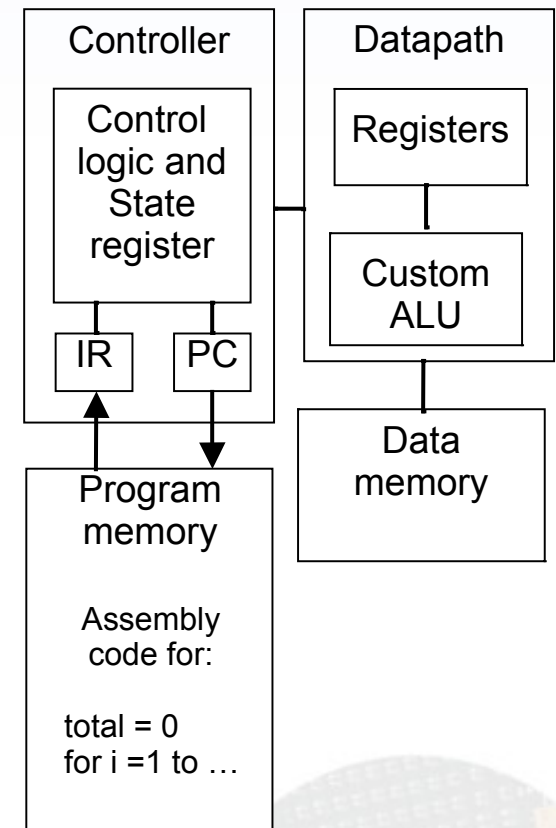 Controller
Control
logic and
State
register
IR
PC
Datapath
Registers
Custom
ALU
Data
memory
Program
memory
Assembly
code for:
total = 0
for i =1 to …